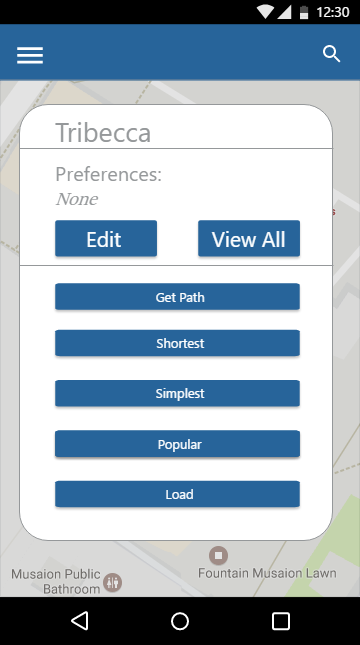 12:30
Tribecca
Preferences:
None
Edit
View All
Get Path
Shortest
Simplest
Popular
Load
Musaion Public
Bathroom
Fountain Musaion Lawn